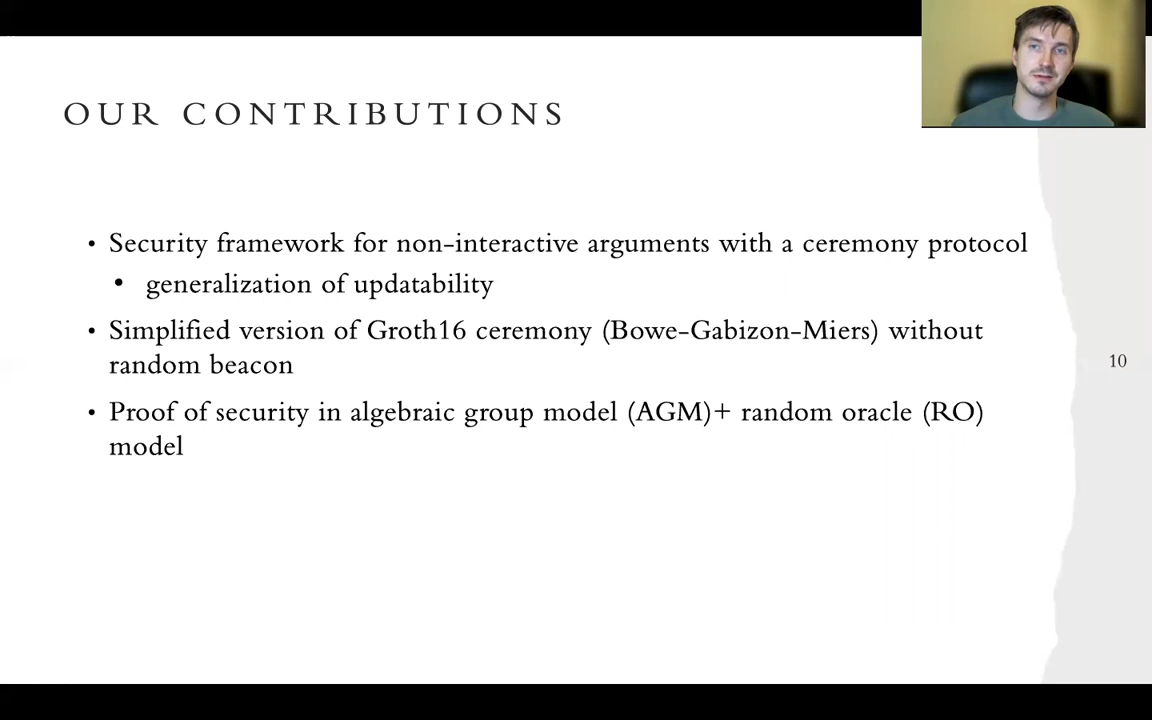 OUR CONTRIBUTIONS
• Security framework for non-interactive arguments with a ceremony protocol
• generalization of updatability
• Simplified version of Groth16 ceremony (Bowe-Gabizon-Miers) without
random beacon
• Proof of security in algebraic group model (AGM)+ random oracle (RO)
model
10